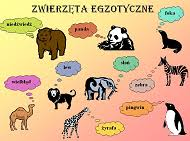 ZWIERZĘTA EGZOTYCZNE
niedźwiedź
panda
foka
lew
słoń
zebra
wielbłąd
pingwin
żyrafa